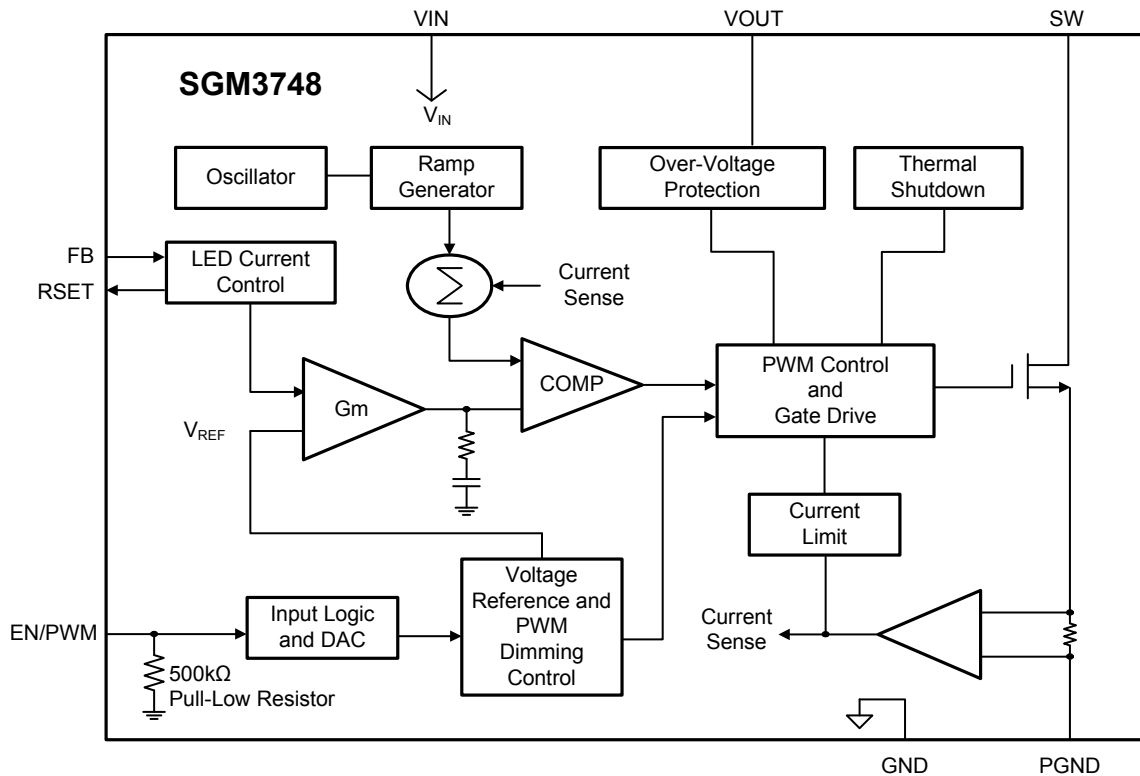 VIN
VOUT
SW
SGM3748
VIN
Oscillator
Ramp
Generator
Over-Voltage
Protection
Thermal
Shutdown
FB
RSET
LED Current
Control
Σ
Current
Sense
Gm
COMP
PWM Control
and
Gate Drive
VREF
Current
Limit
EN/PWM
Input Logic
and DAC
Voltage
Reference and
PWM
Dimming
Control
Current
Sense
500kΩ
Pull-Low Resistor
GND
PGND